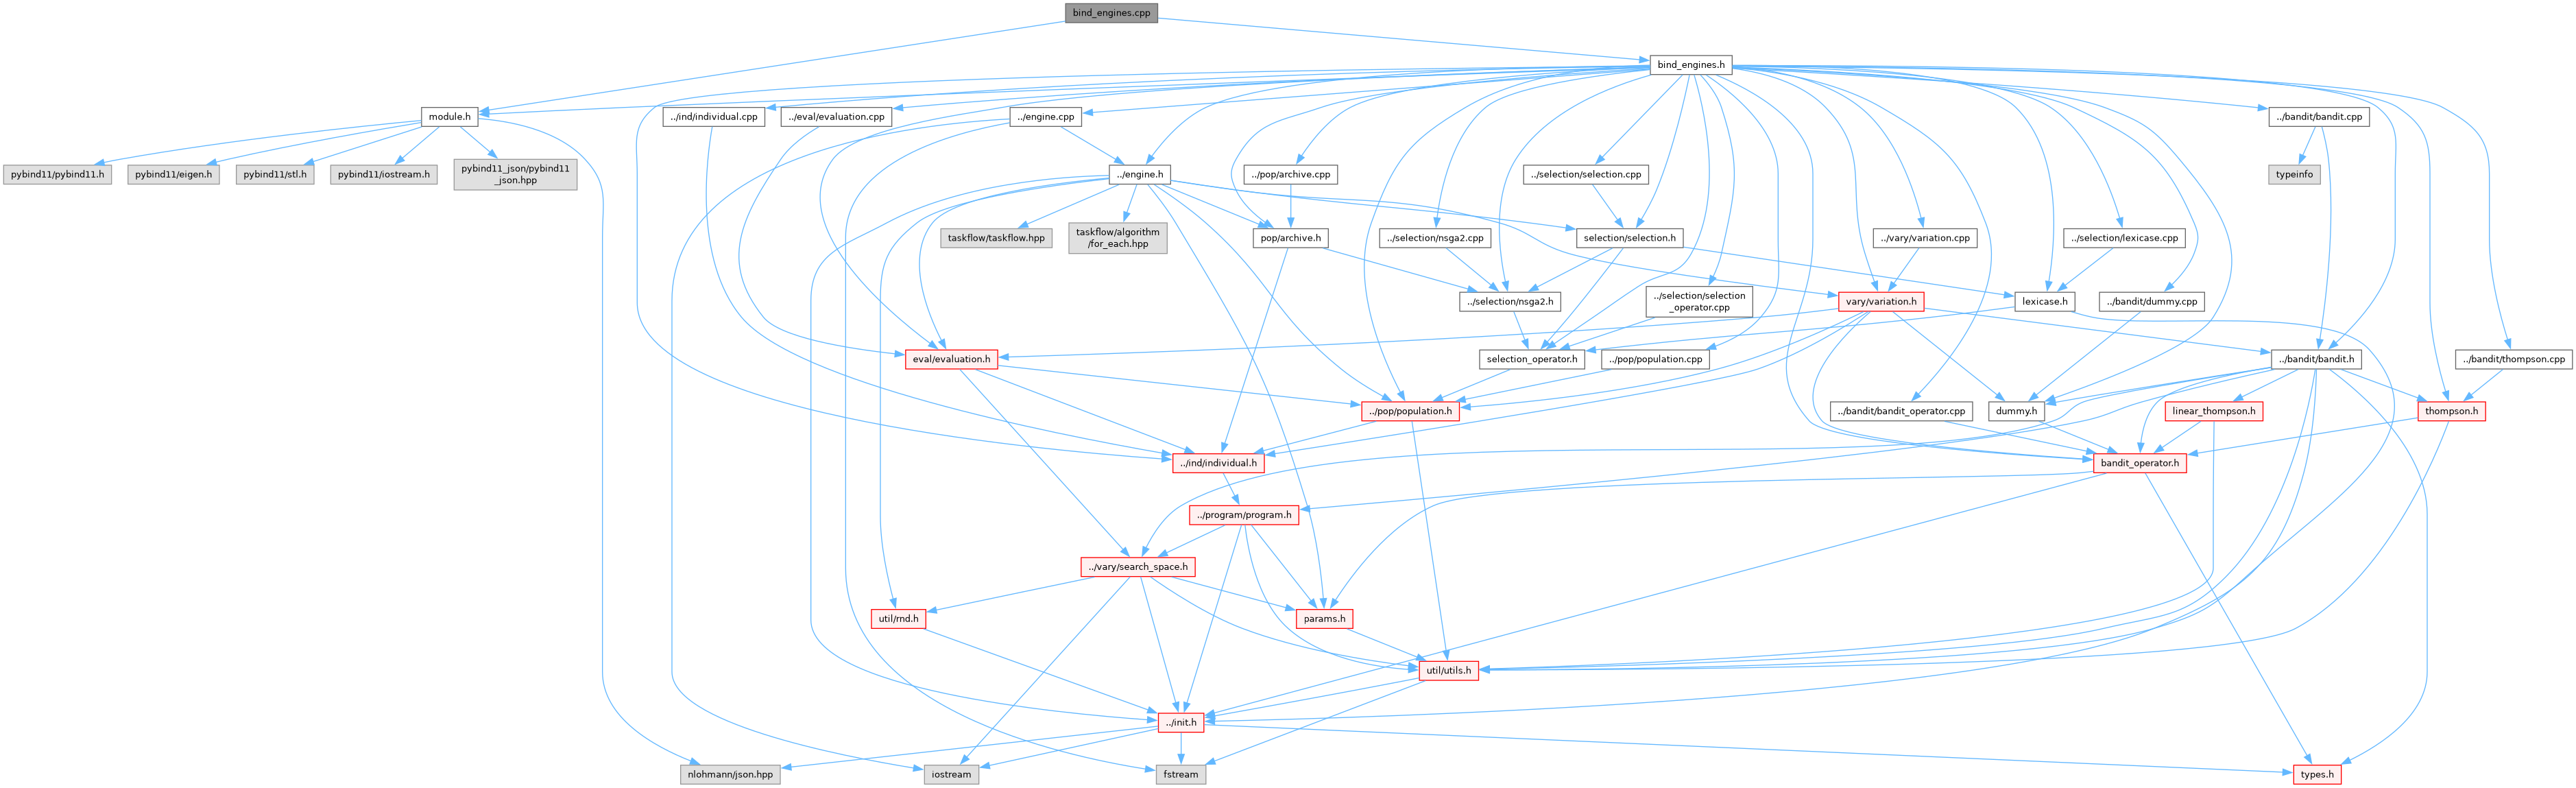 bind_engines.cpp
bind_engines.h
module.h
../ind/individual.cpp
../eval/evaluation.cpp
../engine.cpp
../bandit/bandit.cpp
pybind11/pybind11.h
pybind11/eigen.h
pybind11/stl.h
pybind11/iostream.h
pybind11_json/pybind11
_json.hpp
../engine.h
../pop/archive.cpp
../selection/selection.cpp
typeinfo
taskflow/taskflow.hpp
taskflow/algorithm
/for_each.hpp
pop/archive.h
../selection/nsga2.cpp
selection/selection.h
../vary/variation.cpp
../selection/lexicase.cpp
../selection/nsga2.h
../selection/selection
_operator.cpp
vary/variation.h
lexicase.h
../bandit/dummy.cpp
eval/evaluation.h
selection_operator.h
../pop/population.cpp
../bandit/bandit.h
../bandit/thompson.cpp
../pop/population.h
../bandit/bandit_operator.cpp
dummy.h
linear_thompson.h
thompson.h
../ind/individual.h
bandit_operator.h
../program/program.h
../vary/search_space.h
util/rnd.h
params.h
util/utils.h
../init.h
nlohmann/json.hpp
iostream
fstream
types.h